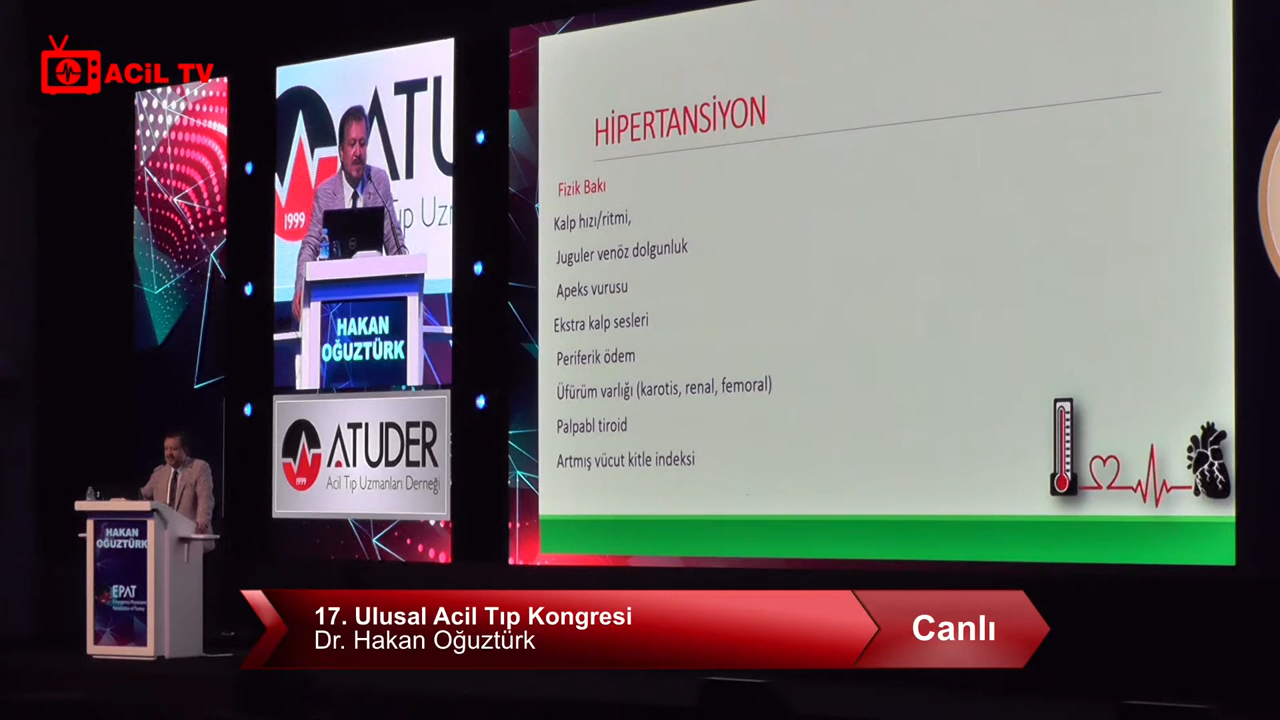 ACİL TV
ATU
1999
ıp Uzm
HAKAN
OĞUZTÜRK
ATUDER
1999
Acil Tıp Uzmanları Derneği
HİPERTANSİYON
Fizik Bakı
Kalp hızı/ritmi,
Juguler venöz dolgunluk
Apeks vurusu
Ekstra kalp sesleri
Periferik ödem
Üfürüm varlığı (karotis, renal, femoral)
Palpabl tiroid
Artmış vücut kitle indeksi
HAKAN
OĞUZTÜRK
EPAT
17. Ulusal Acil Tıp Kongresi
Dr. Hakan Oğuztürk
Canlı